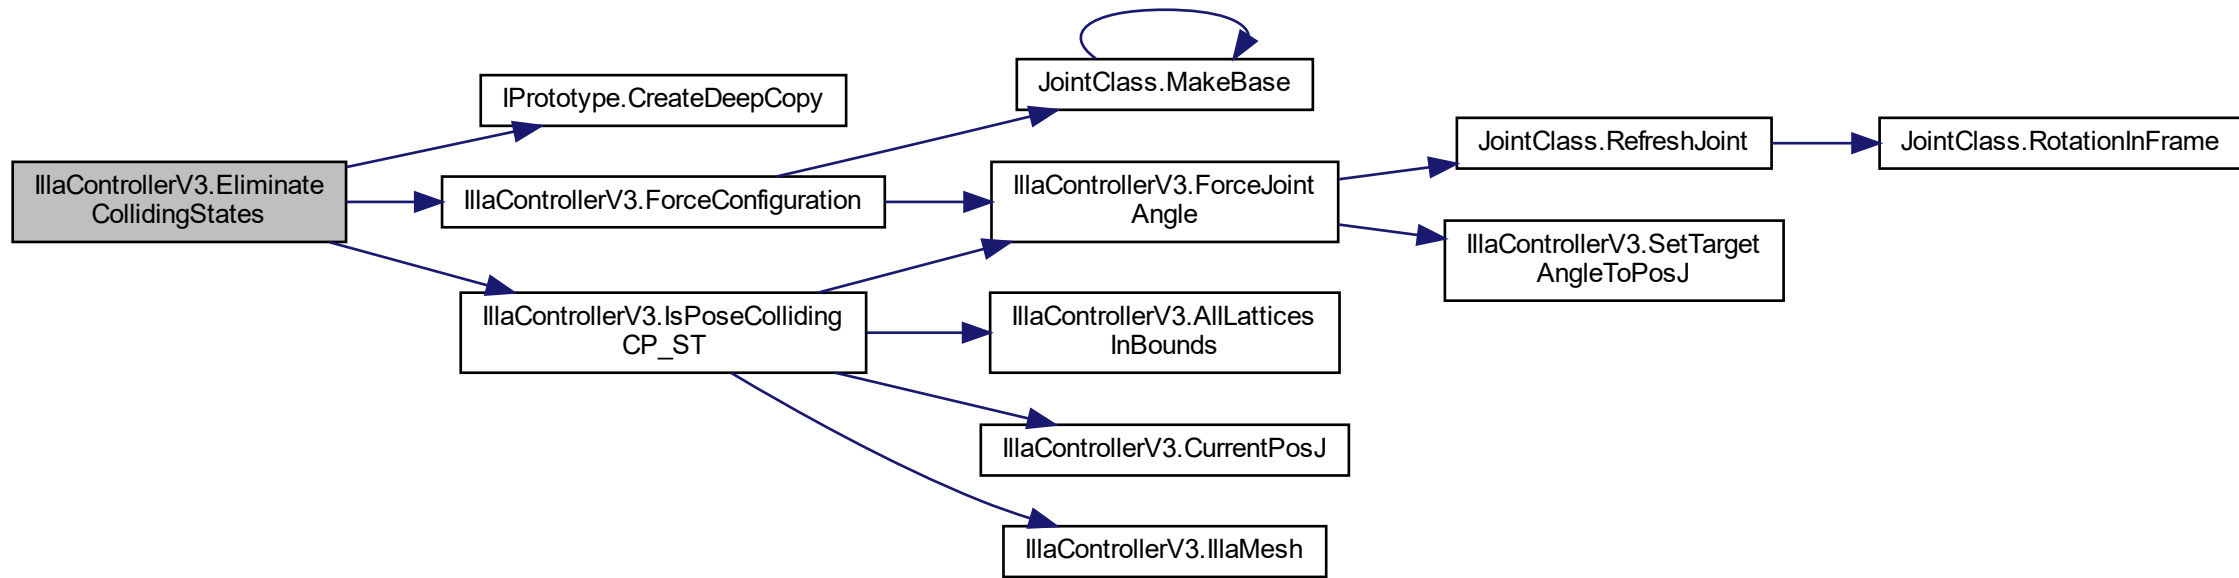 IllaControllerV3.Eliminate
CollidingStates
IPrototype.CreateDeepCopy
IllaControllerV3.ForceConfiguration
IllaControllerV3.IsPoseColliding
CP_ST
JointClass.MakeBase
IllaControllerV3.ForceJoint
Angle
IllaControllerV3.AllLattices
InBounds
IllaControllerV3.CurrentPosJ
IllaControllerV3.IllaMesh
JointClass.RefreshJoint
IllaControllerV3.SetTarget
AngleToPosJ
JointClass.RotationInFrame